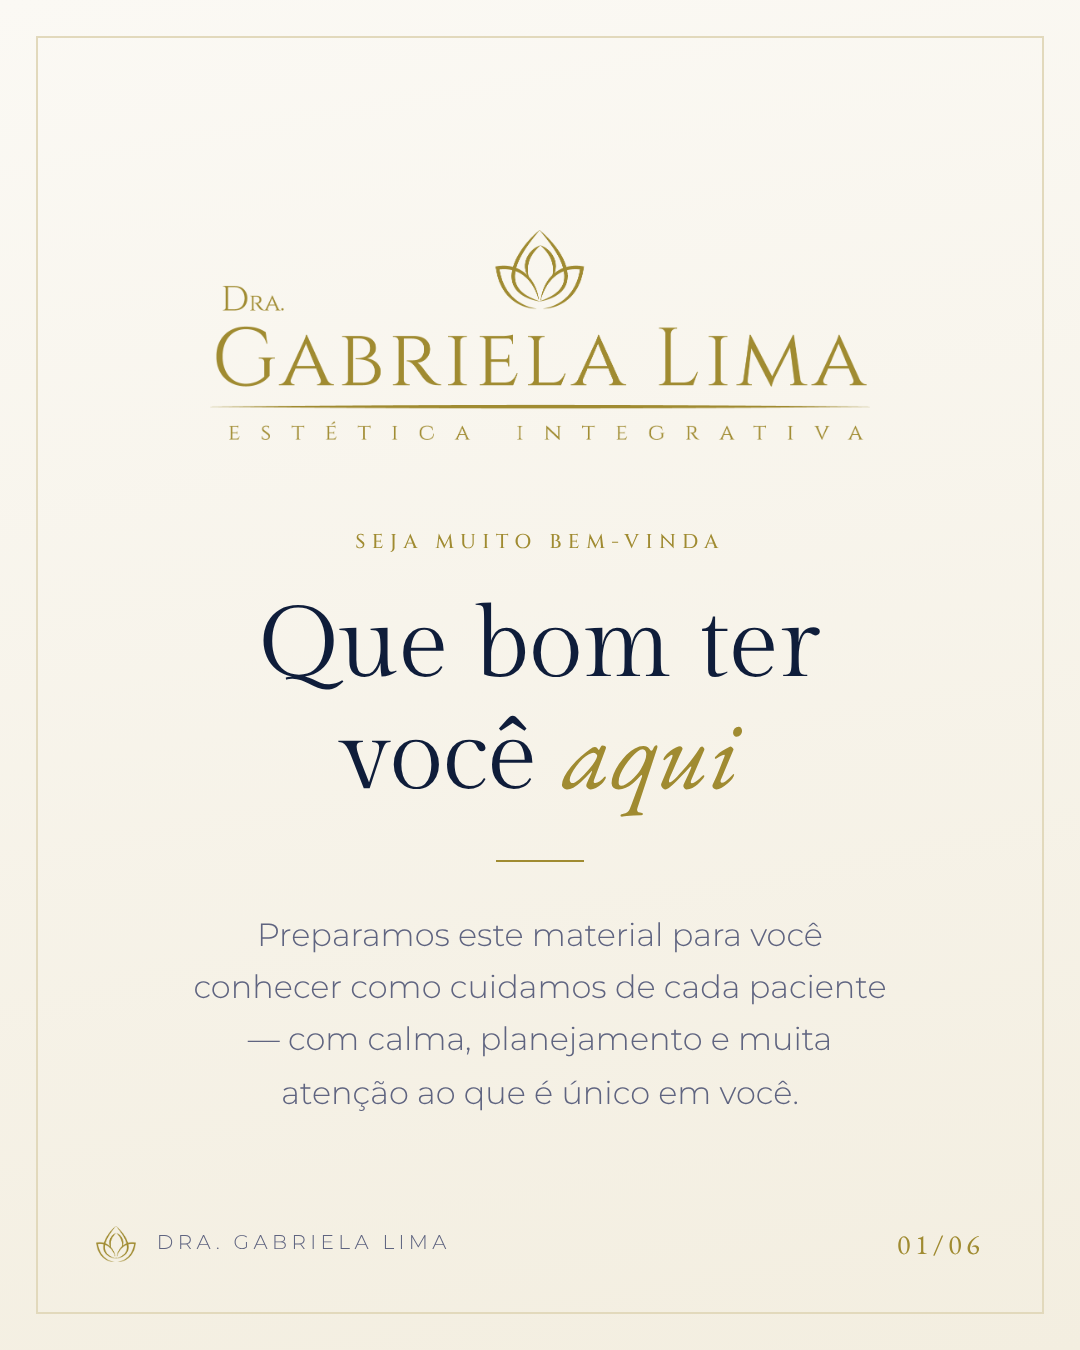 Dra.
Gabriela Lima
ESTÉTICA INTEGRATIVA
SEJA MUITO BEM-VINDA
Que bom ter
você aqui
Preparamos este material para você
conhecer como cuidamos de cada paciente
— com calma, planejamento e muita
atenção ao que é único em você.
DRA. GABRIELA LIMA
01/06